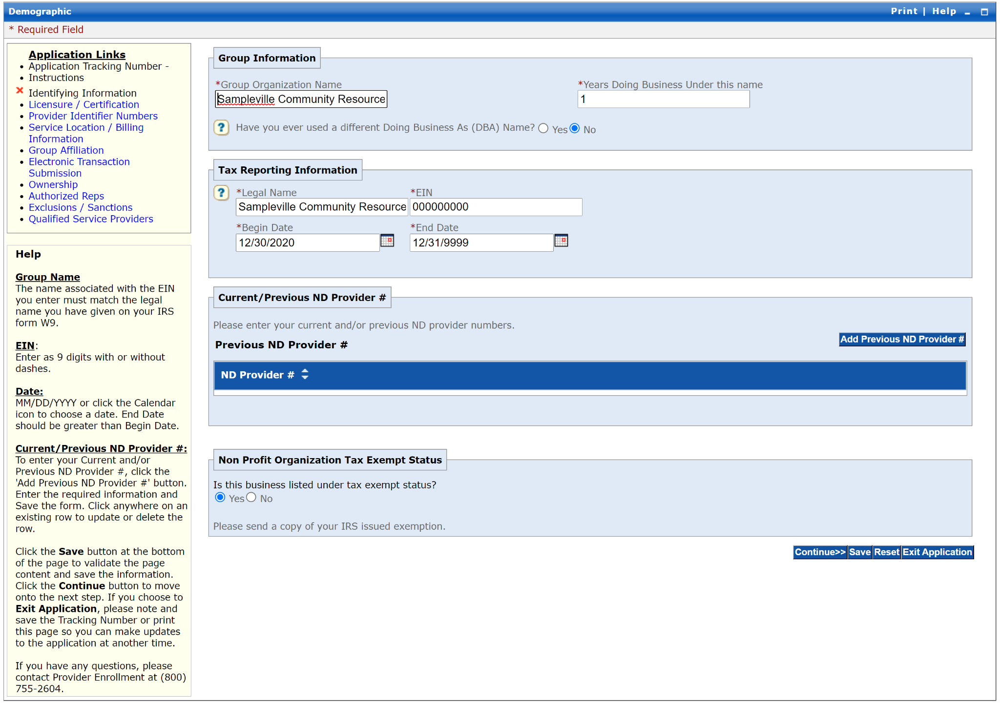 Demographic
Print | Help
* Required Field
Application Links
Application Tracking Number -
Instructions
Identifying Information
Licensure / Certification
Provider Identifier Numbers
Service Location / Billing
Information
Group Affiliation
Electronic Transaction
Submission
Ownership
Authorized Reps
Exclusions / Sanctions
Qualified Service Providers
Help
Group Name
The name associated with the EIN
you enter must match the legal
name you have given on your IRS
form W9.
EIN:
Enter as 9 digits with or without
dashes.
Date:
MM/DD/YYYY or click the Calendar
icon to choose a date. End Date
should be greater than Begin Date.
Current/Previous ND Provider #:
To enter your Current and/or
Previous ND Provider #, click the
'Add Previous ND Provider #' button.
Enter the required information and
Save the form. Click anywhere on an
existing row to update or delete the
row.
Click the Save button at the bottom
of the page to validate the page
content and save the information.
Click the Continue button to move
onto the next step. If you choose to
Exit Application, please note and
save the Tracking Number or print
this page so you can make updates
to the application at another time.
If you have any questions, please
contact Provider Enrollment at (800)
755-2604.
Group Information
*Group Organization Name
*Years Doing Business Under this name
Sampleville Community Resource
1
? Have you ever used a different Doing Business As (DBA) Name? Yes No
Tax Reporting Information
? *Legal Name
*EIN
Sampleville Community Resource
000000000
*Begin Date
*End Date
12/30/2020
12/31/9999
Current/Previous ND Provider #
Please enter your current and/or previous ND provider numbers.
Previous ND Provider #
Add Previous ND Provider #
ND Provider #
Non Profit Organization Tax Exempt Status
Is this business listed under tax exempt status?
Yes No
Please send a copy of your IRS issued exemption.
Continue>> Save Reset Exit Application